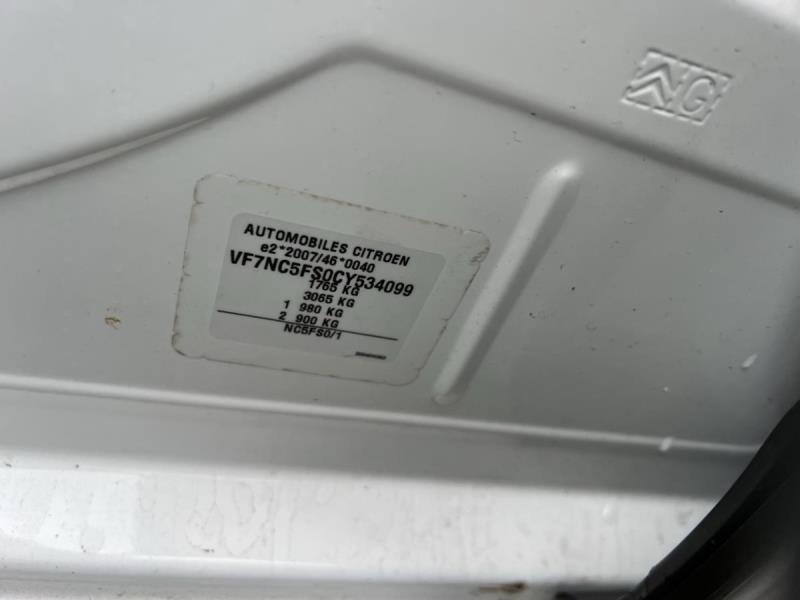 AUTOMOBILES CITROEN
e2*2007/46*0040
VF7NC5FS0CY534099
1765 KG
3065 KG
1 980 KG
2 900 KG
NC5FS0/1
G